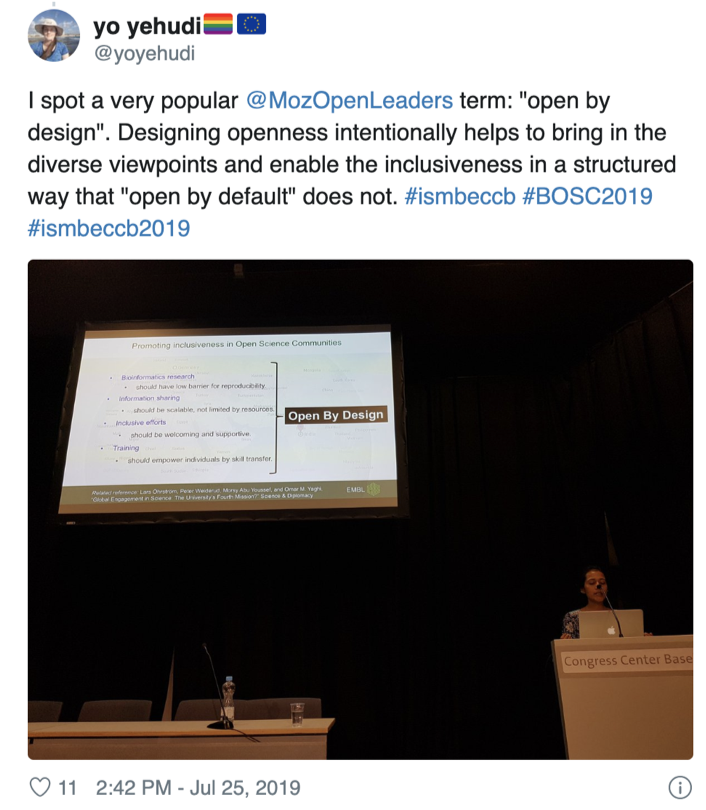 yo yehudi
@yoyehudi
I spot a very popular @MozOpenLeaders term: "open by
design". Designing openness intentionally helps to bring in the
diverse viewpoints and enable the inclusiveness in a structured
way that "open by default" does not. #ismbeccb #BOSC2019
#ismbeccb2019
Promoting inclusiveness in Open Science Communities
• Bioinformatics research
• should have low barrier for reproducibility
• Information sharing
• should be scalable, not limited by resources.
• Inclusive efforts
• should be welcoming and supportive.
• Training
• should empower individuals by skill transfer.
Open By Design
Related reference: Lars Ohnstrom, Peter Weiderud, Morsy Abu Youssef, and Omar M. Yaghi
"Global Engagement in Science: The University's Fourth Mission?" Science & Diplomacy
EMBL
Congress Center Base
11 2:42 PM - Jul 25, 2019